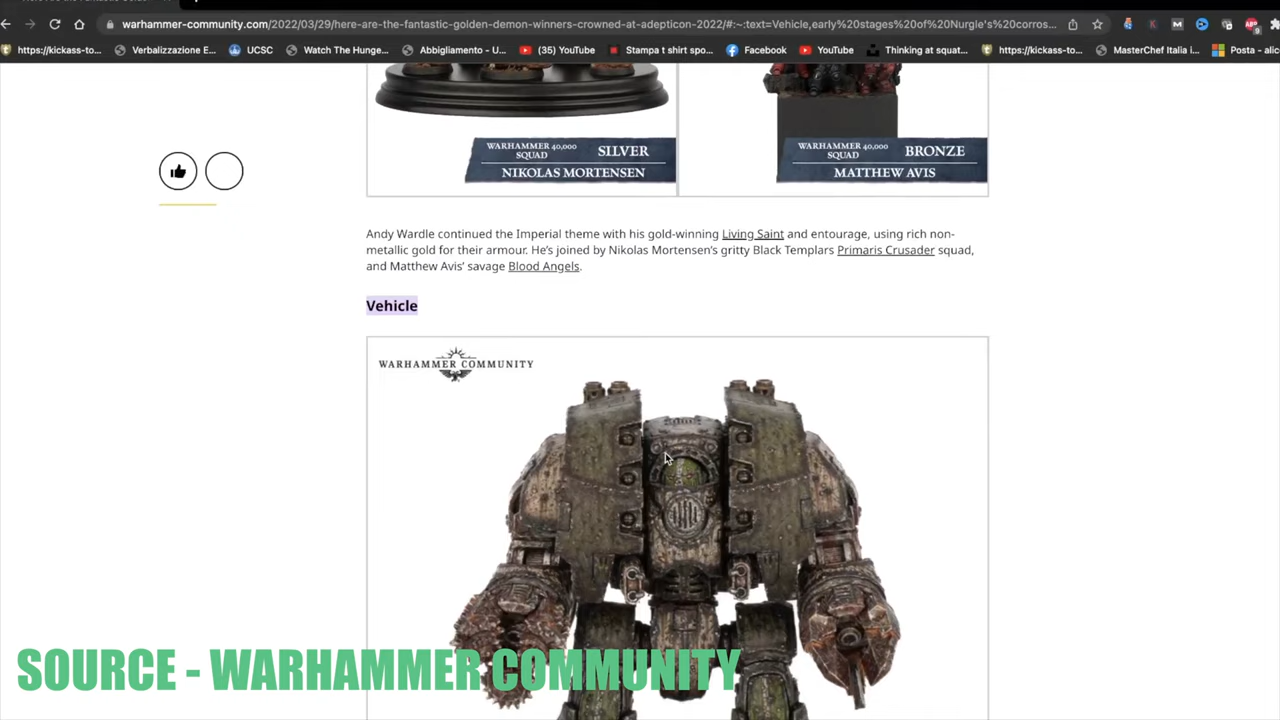 warhammer-community.com/2022/03/29/here-are-the-fantastic-golden-demon-winners-crowned-at-adepticon-2022/#:~:text=Vehicle,early%20stages%20of%20Nurgle's%20corros...
https://kickass-to... Verbalizzazione E... UCSC Watch The Hunge... Abbigliamento - U... (35) YouTube Stampa t shirt spo... Facebook YouTube Thinking at squat... https://kickass-to... MasterChef Italia i... Posta - alic
WARHAMMER 40,000 SQUAD SILVER
NIKOLAS MORTENSEN
WARHAMMER 40,000 SQUAD BRONZE
MATTHEW AVIS
Andy Wardle continued the Imperial theme with his gold-winning Living Saint and entourage, using rich non-
metallic gold for their armour. He's joined by Nikolas Mortensen's gritty Black Templars Primaris Crusader squad,
and Matthew Avis' savage Blood Angels.
Vehicle
WARHAMMER COMMUNITY
SOURCE - WARHAMMER COMMUNITY